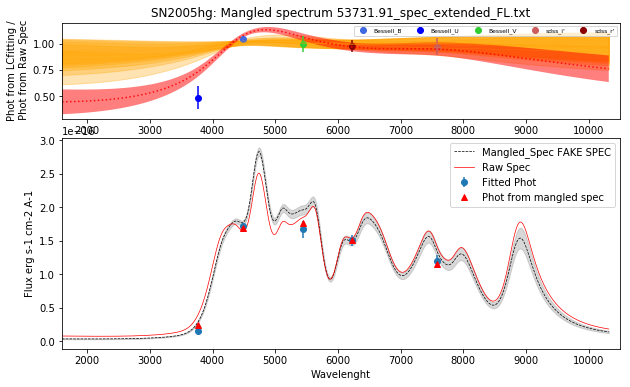 SN2005hg: Mangled spectrum 53731.91_spec_extended_FL.txt
Phot from LCfitting /
Phot from Raw Spec
1.00
0.75
0.50
Bessell_B
Bessell_U
Bessell_V
sdss_i'
sdss_r'
2000 3000 4000 5000 6000 7000 8000 9000 10000
1e−16
Flux erg s-1 cm-2 A-1
3.0
2.5
2.0
1.5
1.0
0.5
0.0
Mangled_Spec FAKE SPEC
Raw Spec
Fitted Phot
Phot from mangled spec
2000 3000 4000 5000 6000 7000 8000 9000 10000
Wavelenght